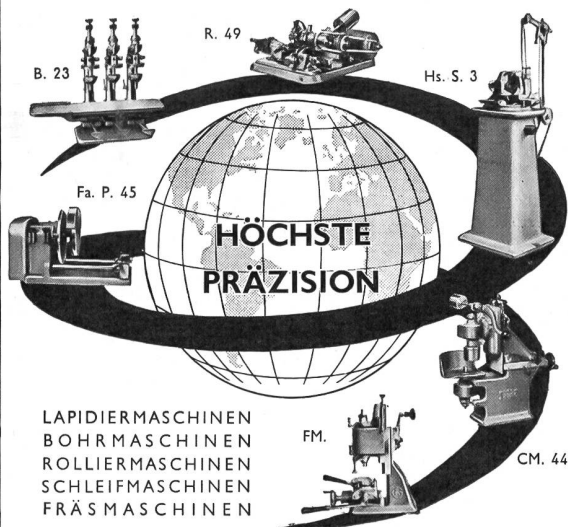 R. 49
B. 23
Hs. S. 3
Fa. P. 45
HÖCHSTE
PRÄZISION
LAPIDIERMASCHINEN
BOHRMASCHINEN
ROLLIERMASCHINEN
SCHLEIFMASCHINEN
FRÄSMASCHINEN
FM.
CM. 44